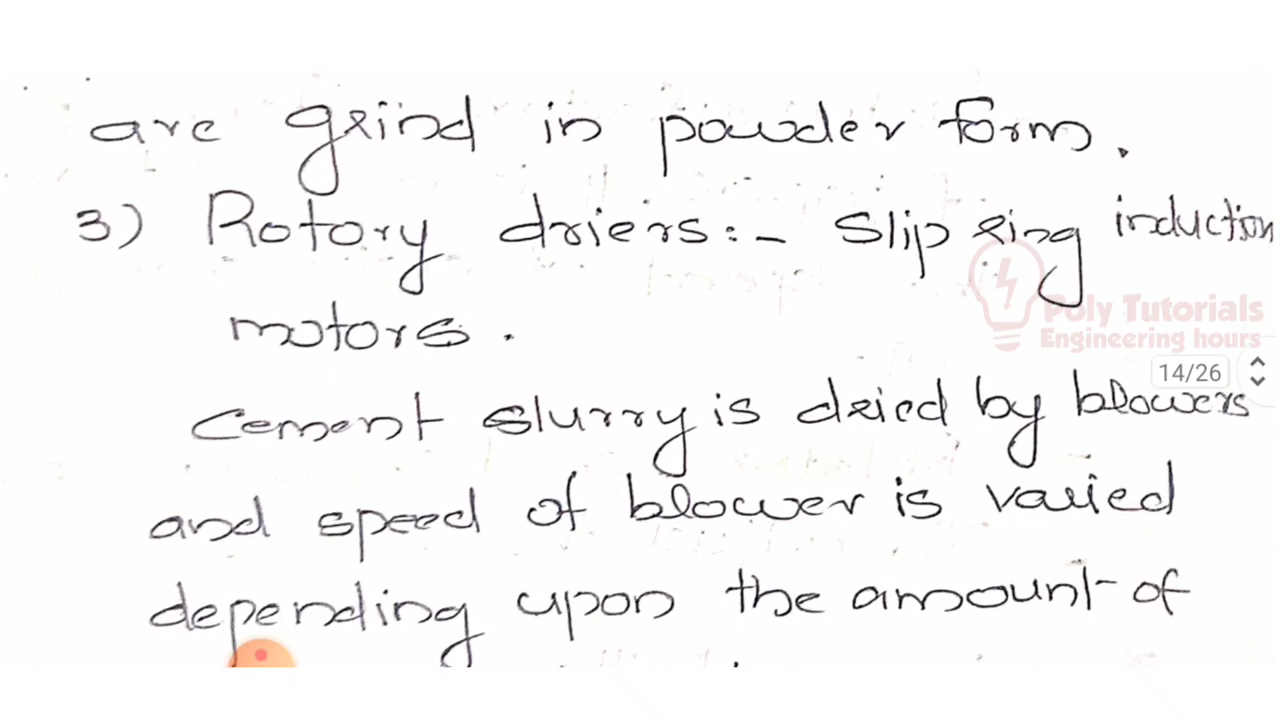 are grind in powder form.
3) Rotory driers:- slip ring induction
motors.
Poly Tutorials
Engineering hours
14/26
Cement slurry is dried by blowers
and speed of blower is varied
depending upon the amount of